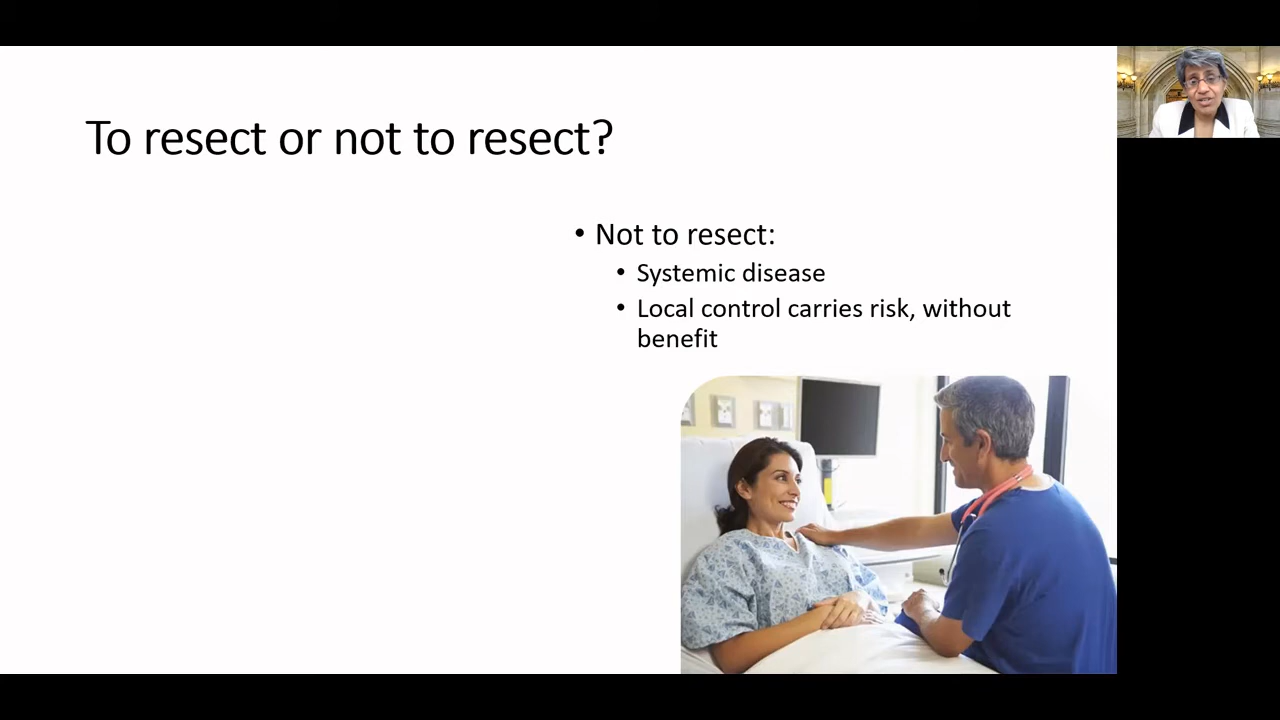 To resect or not to resect?
• Not to resect:
• Systemic disease
• Local control carries risk, without
benefit